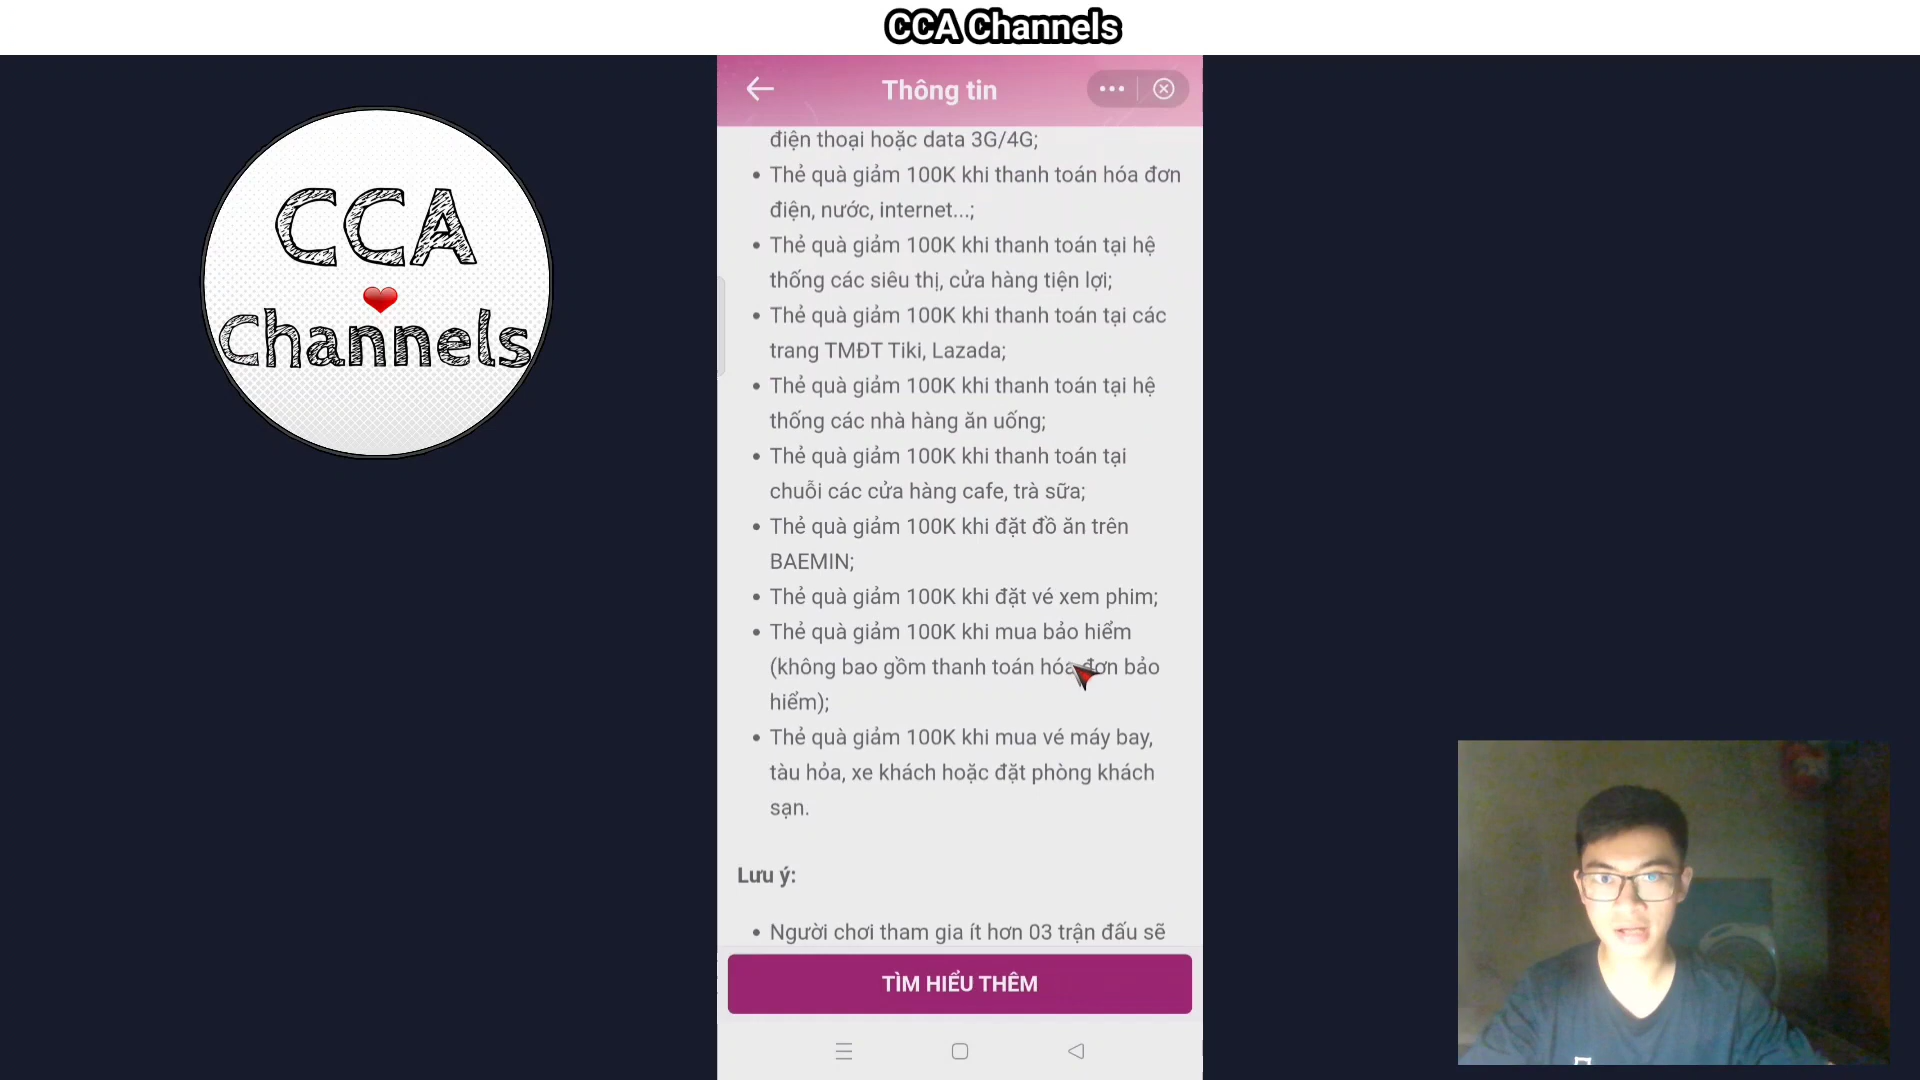 CCA Channels
CCA
Channels
Thông tin
điện thoại hoặc data 3G/4G;
• Thẻ quà giảm 100K khi thanh toán hóa đơn
điện, nước, internet...;
• Thẻ quà giảm 100K khi thanh toán tại hệ
thống các siêu thị, cửa hàng tiện lợi;
• Thẻ quà giảm 100K khi thanh toán tại các
trang TMĐT Tiki, Lazada;
• Thẻ quà giảm 100K khi thanh toán tại hệ
thống các nhà hàng ăn uống;
• Thẻ quà giảm 100K khi thanh toán tại
chuỗi các cửa hàng cafe, trà sữa;
• Thẻ quà giảm 100K khi đặt đồ ăn trên
BAEMIN;
• Thẻ quà giảm 100K khi đặt vé xem phim;
• Thẻ quà giảm 100K khi mua bảo hiểm
(không bao gồm thanh toán hóa đơn bảo
hiểm);
• Thẻ quà giảm 100K khi mua vé máy bay,
tàu hỏa, xe khách hoặc đặt phòng khách
sạn.
Lưu ý:
• Người chơi tham gia ít hơn 03 trận đấu sẽ
TÌM HIỂU THÊM